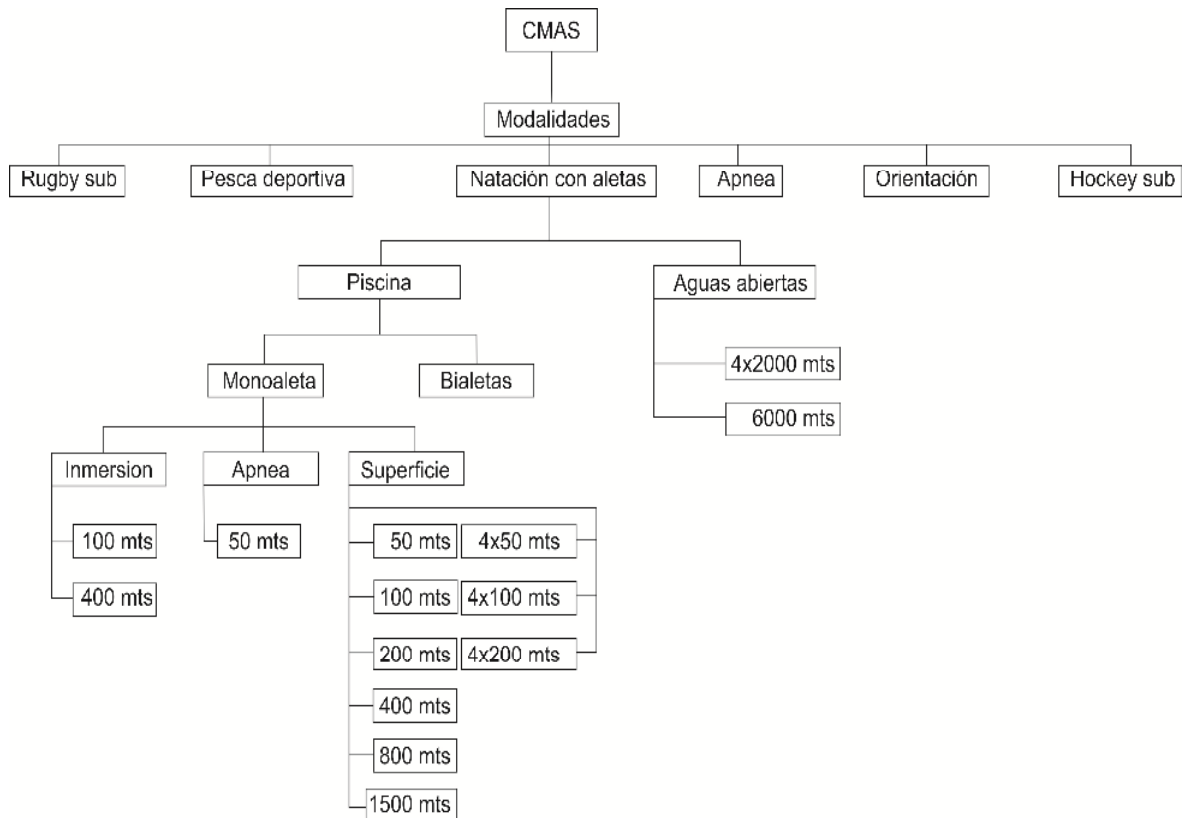 CMAS
Modalidades
Rugby sub
Pesca deportiva
Natación con aletas
Apnea
Orientación
Hockey sub
Piscina
Aguas abiertas
4x2000 mts
6000 mts
Monoaleta
Bialetas
Inmersion
Apnea
Superficie
100 mts
400 mts
50 mts
50 mts
4x50 mts
100 mts
4x100 mts
200 mts
4x200 mts
400 mts
800 mts
1500 mts